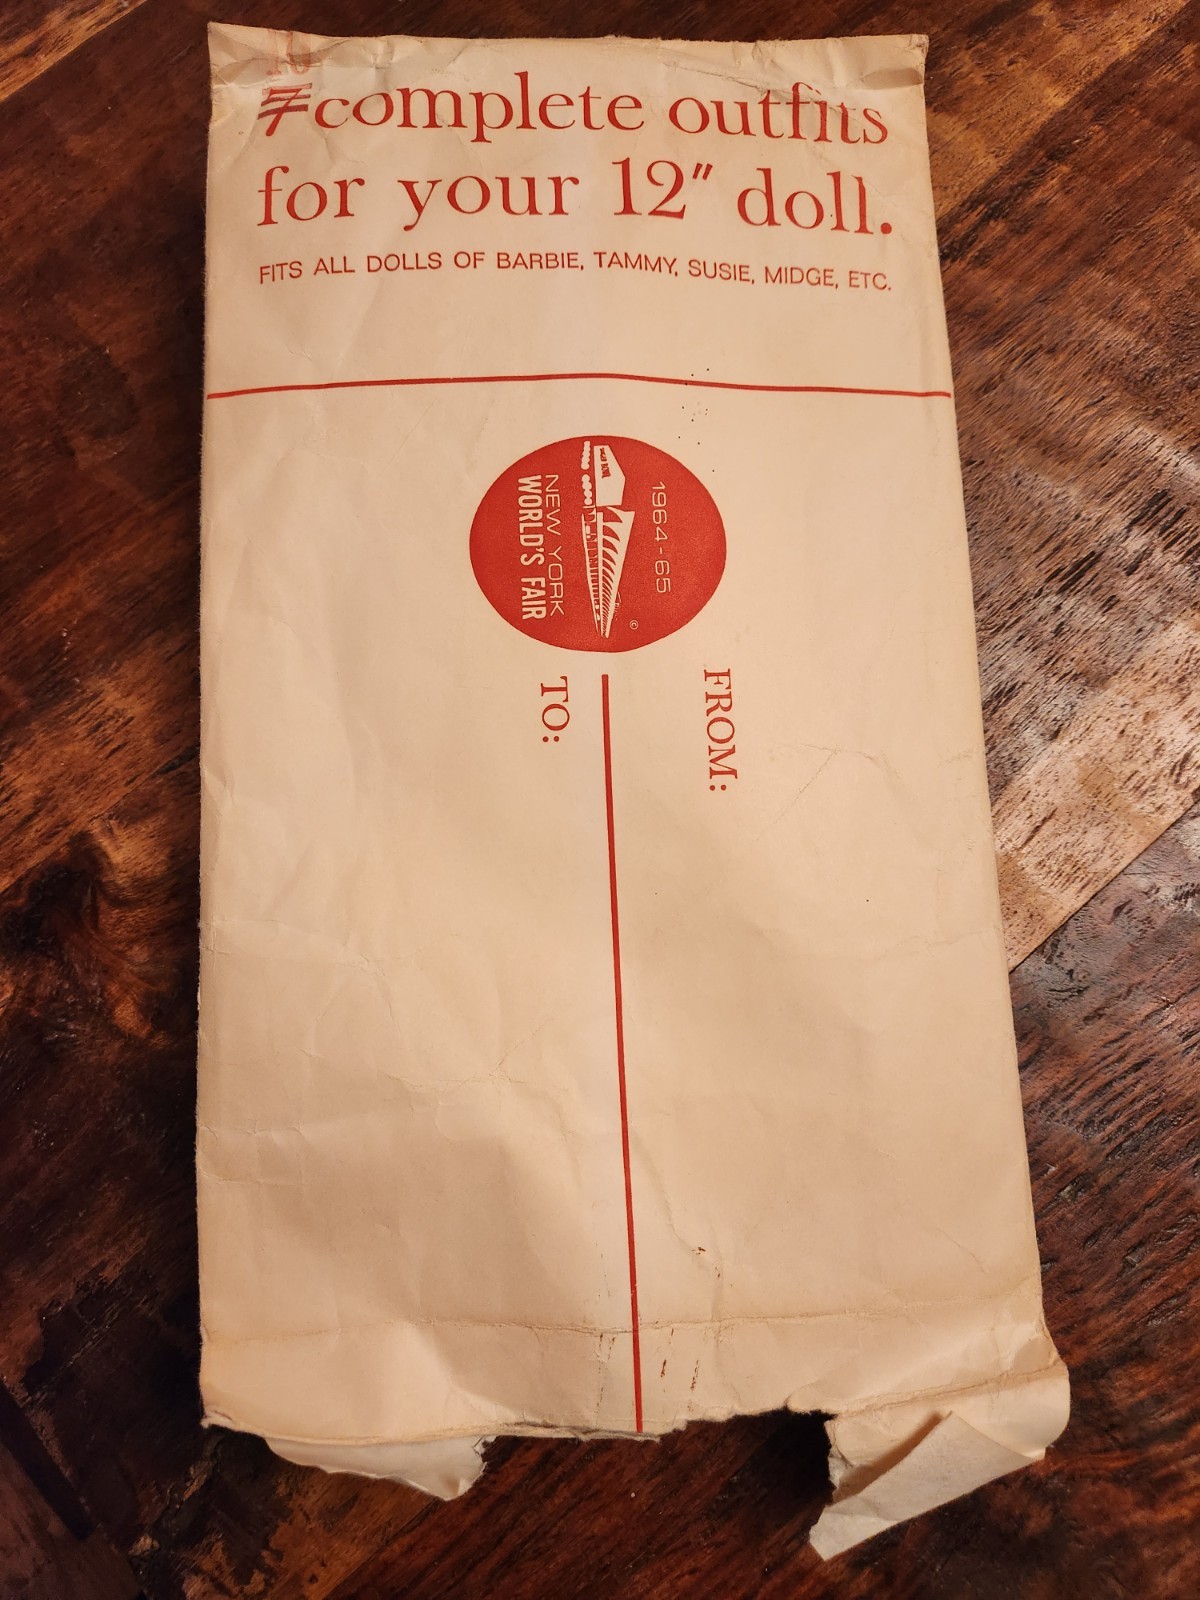 10
7 complete outfits
for your 12" doll.
FITS ALL DOLLS OF BARBIE, TAMMY, SUSIE, MIDGE, ETC.
1964-65
©
NEW YORK
WORLD'S FAIR
FROM:
TO: